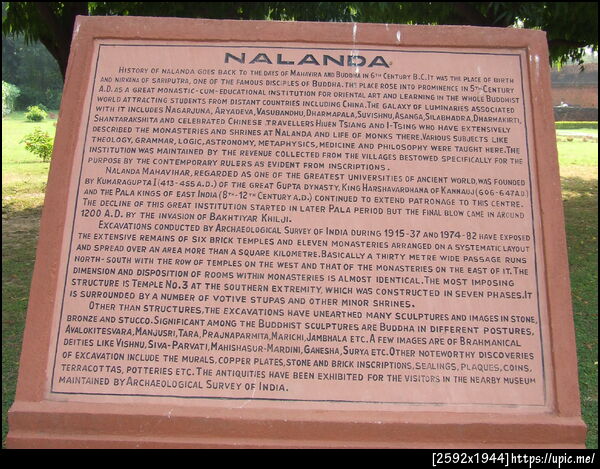 NALANDA
HISTORY OF NALANDA GOES BACK TO THE DAYS OF MAHAVIRA AND BUDDHA IN 6TH CENTURY B.C. IT WAS THE PLACE OF BIRTH
AND NIRVANA OF SARIPUTRA, ONE OF THE FAMOUS DISCIPLES OF BUDDHA. THE PLACE ROSE INTO IN 5TH CENTURY
A.D. AS A GREAT MONASTIC-CUM-EDUCATIONAL INSTITUTION FOR ORIENTAL ART AND LEARNING IN THE WHOLE BUDDHIST
WORLD ATTRACTING STUDENTS FROM DISTANT COUNTRIES INCLUDING CHINA. THE GALAXY OF LUMINARIES ASSOCIATED
WITH IT INCLUDES NAGARJUNA, ARYADEVA, VASUBANDHU, DHARMAPALA, SUVISHNU, ASANGA, SILABHADRA, DHARMAKIRTI,
SHANTARAKSHITA AND CELEBRATED CHINESE TRAVELLERS HIUEN TSIANG AND I-TSING WHO HAVE EXTENSIVELY
DESCRIBED THE MONASTERIES AND SHRINES AT NALANDA AND LIFE OF MONKS THERE. VARIOUS SUBJECTS LIKE
THEOLOGY, GRAMMAR, LOGIC, ASTRONOMY, METAPHYSICS, MEDICINE AND PHILOSOPHY WERE TAUGHT HERE. THE
INSTITUTION WAS MAINTAINED BY THE REVENUE COLLECTED FROM THE VILLAGES BESTOWED SPECIFICALLY FOR THE
PURPOSE BY THE CONTEMPORARY RULERS AS EVIDENT FROM INSCRIPTIONS.
NALANDA MAHAVIHAR, REGARDED AS ONE OF THE GREATEST UNIVERSITIES OF ANCIENT WORLD, WAS FOUNDED
BY KUMARAGUPTA I (413-455 A.D.) OF THE GREAT GUPTA DYNASTY. KING HARSHAVARDHANA OF KANNAUJ (606-647AD)
AND THE PALA KINGS OF EAST INDIA (8TH-12TH CENTURY A.D.) CONTINUED TO EXTEND PATRONAGE TO THIS CENTRE.
THE DECLINE OF THIS GREAT INSTITUTION STARTED IN LATER PALA PERIOD BUT THE FINAL BLOW CAME IN AROUND
1200 A.D. BY THE INVASION OF BAKHTIYAR KHILJI.
EXCAVATIONS CONDUCTED BY ARCHAEOLOGICAL SURVEY OF INDIA DURING 1915-37 AND 1974-82 HAVE EXPOSED
THE EXTENSIVE REMAINS OF SIX BRICK TEMPLES AND ELEVEN MONASTERIES ARRANGED ON A SYSTEMATIC LAYOUT
AND SPREAD OVER AN AREA MORE THAN A SQUARE KILOMETRE. BASICALLY A THIRTY METRE WIDE PASSAGE RUNS
NORTH-SOUTH WITH THE ROW OF TEMPLES ON THE WEST AND THAT OF THE MONASTERIES ON THE EAST OF IT. THE
DIMENSION AND DISPOSITION OF ROOMS WITHIN MONASTERIES IS ALMOST IDENTICAL. THE MOST IMPOSING
STRUCTURE IS TEMPLE NO. 3 AT THE SOUTHERN EXTREMITY, WHICH WAS CONSTRUCTED IN SEVEN PHASES. IT
IS SURROUNDED BY A NUMBER OF VOTIVE STUPAS AND OTHER MINOR SHRINES.
OTHER THAN STRUCTURES, THE EXCAVATIONS HAVE UNEARTHED MANY SCULPTURES AND IMAGES IN STONE,
BRONZE AND STUCCO. SIGNIFICANT AMONG THE BUDDHIST SCULPTURES ARE BUDDHA IN DIFFERENT POSTURES,
AVALOKITESVARA, MANJUSRI, TARA, PRAJNAPARMITA, MARICHI, JAMBHALA ETC. A FEW IMAGES ARE OF BRAHMANICAL
DEITIES LIKE VISHNU, SIVA-PARVATI, MAHISHASUR-MARDINI, GANESHA, SURYA ETC. OTHER NOTEWORTHY DISCOVERIES
OF EXCAVATION INCLUDE THE MURALS, COPPER PLATES, STONE AND BRICK INSCRIPTIONS, SEALINGS, PLAQUES, COINS,
TERRACOTTAS, POTTERIES ETC. THE ANTIQUITIES HAVE BEEN EXHIBITED FOR THE VISITORS IN THE NEARBY MUSEUM
MAINTAINED BY ARCHAEOLOGICAL SURVEY OF INDIA.
[2592x1944]https://upic.me/